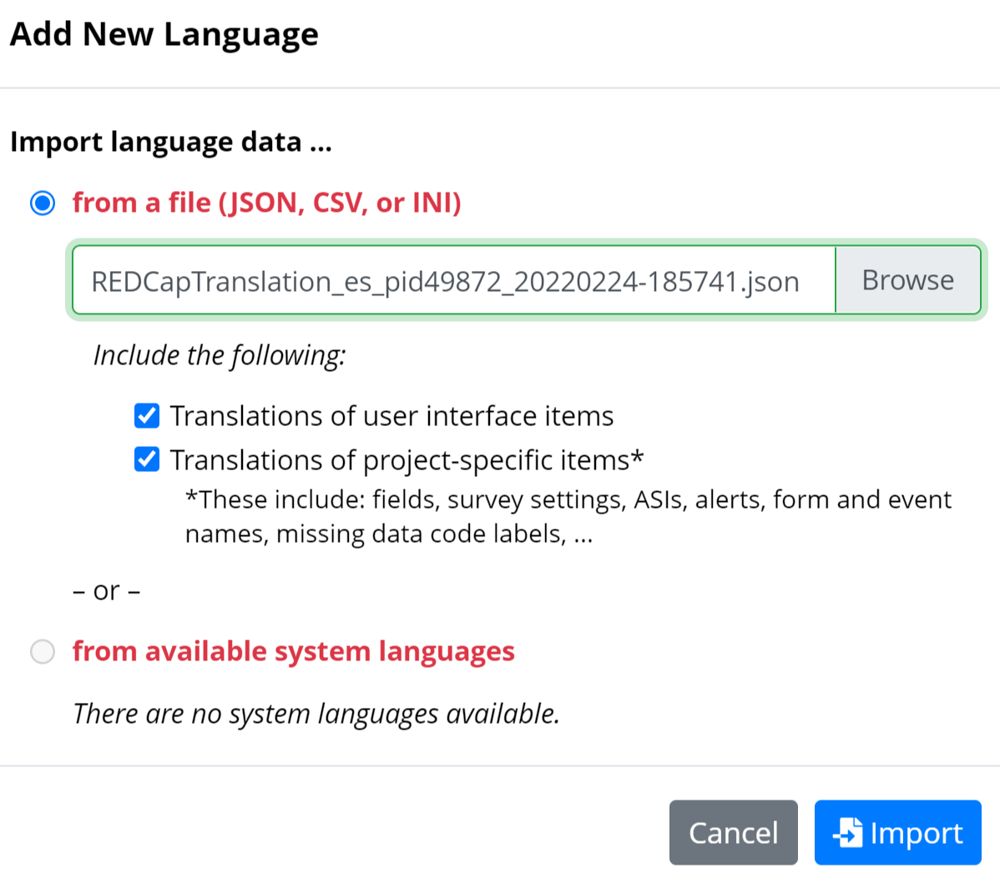 Add New Language
Import language data ...
from a file (JSON, CSV, or INI)
REDCapTranslation_es_pid49872_20220224-185741.json
Browse
Include the following:
Translations of user interface items
Translations of project-specific items*
*These include: fields, survey settings, ASIs, alerts, form and event
names, missing data code labels, ...
– or –
from available system languages
There are no system languages available.
Cancel
Import